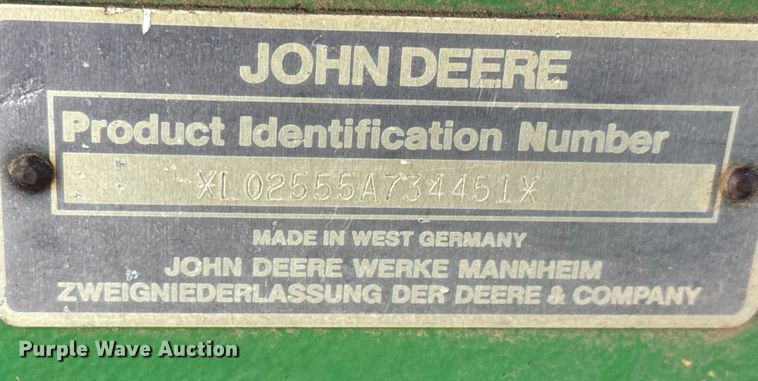 JOHN DEERE
Product Identification Number
*L02555A734451*
MADE IN WEST GERMANY
JOHN DEERE WERKE MANNHEIM
ZWEIGNIEDERLASSUNG DER DEERE & COMPANY
Purple Wave Auction